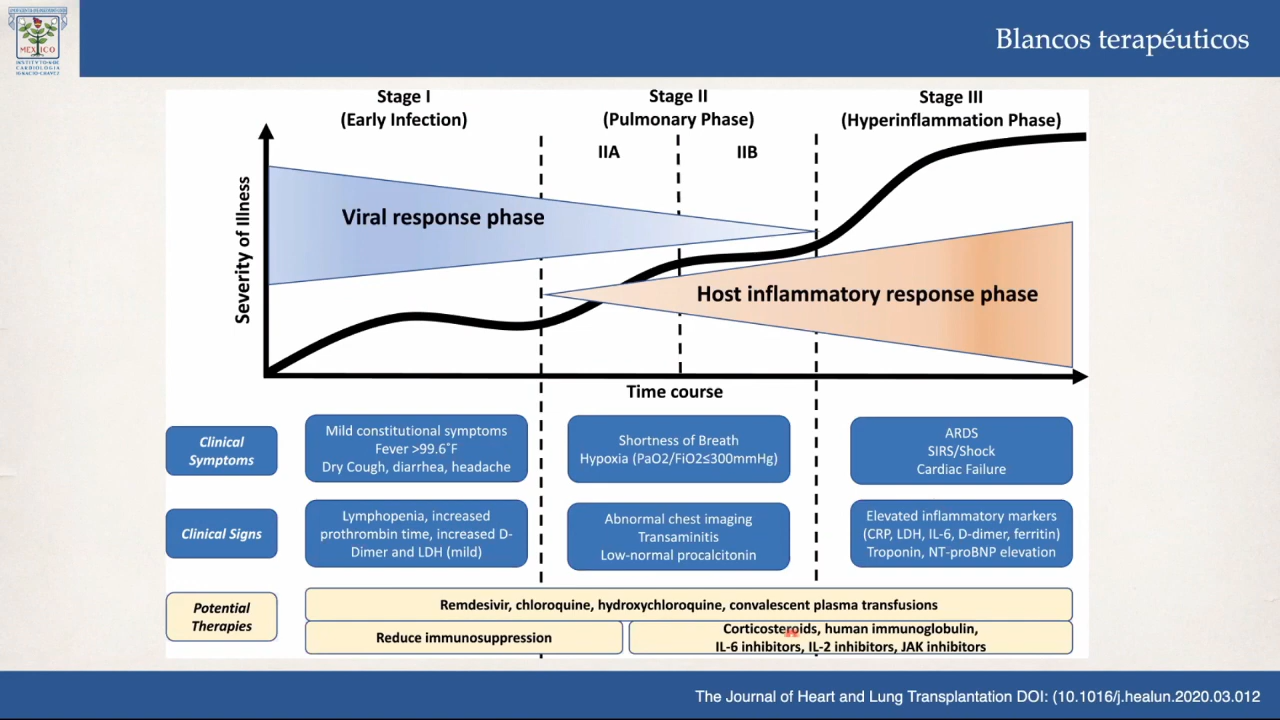 MEXICO
INSTITVTO·N·DE
CARDIOLOGIA
IGNACIO·CHAVEZ
Blancos terapéuticos
Stage I
(Early Infection)
Stage II
(Pulmonary Phase)
Stage III
(Hyperinflammation Phase)
IIA
IIB
Severity of Illness
Viral response phase
Host inflammatory response phase
Time course
Clinical
Symptoms
Mild constitutional symptoms
Fever >99.6˚F
Dry Cough, diarrhea, headache
Shortness of Breath
Hypoxia (PaO2/FiO2≤300mmHg)
ARDS
SIRS/Shock
Cardiac Failure
Clinical Signs
Lymphopenia, increased
prothrombin time, increased D-
Dimer and LDH (mild)
Abnormal chest imaging
Transaminitis
Low-normal procalcitonin
Elevated inflammatory markers
(CRP, LDH, IL-6, D-dimer, ferritin)
Troponin, NT-proBNP elevation
Potential
Therapies
Remdesivir, chloroquine, hydroxychloroquine, convalescent plasma transfusions
Reduce immunosuppression
Corticosteroids, human immunoglobulin,
IL-6 inhibitors, IL-2 inhibitors, JAK inhibitors
The Journal of Heart and Lung Transplantation DOI: (10.1016/j.healun.2020.03.012